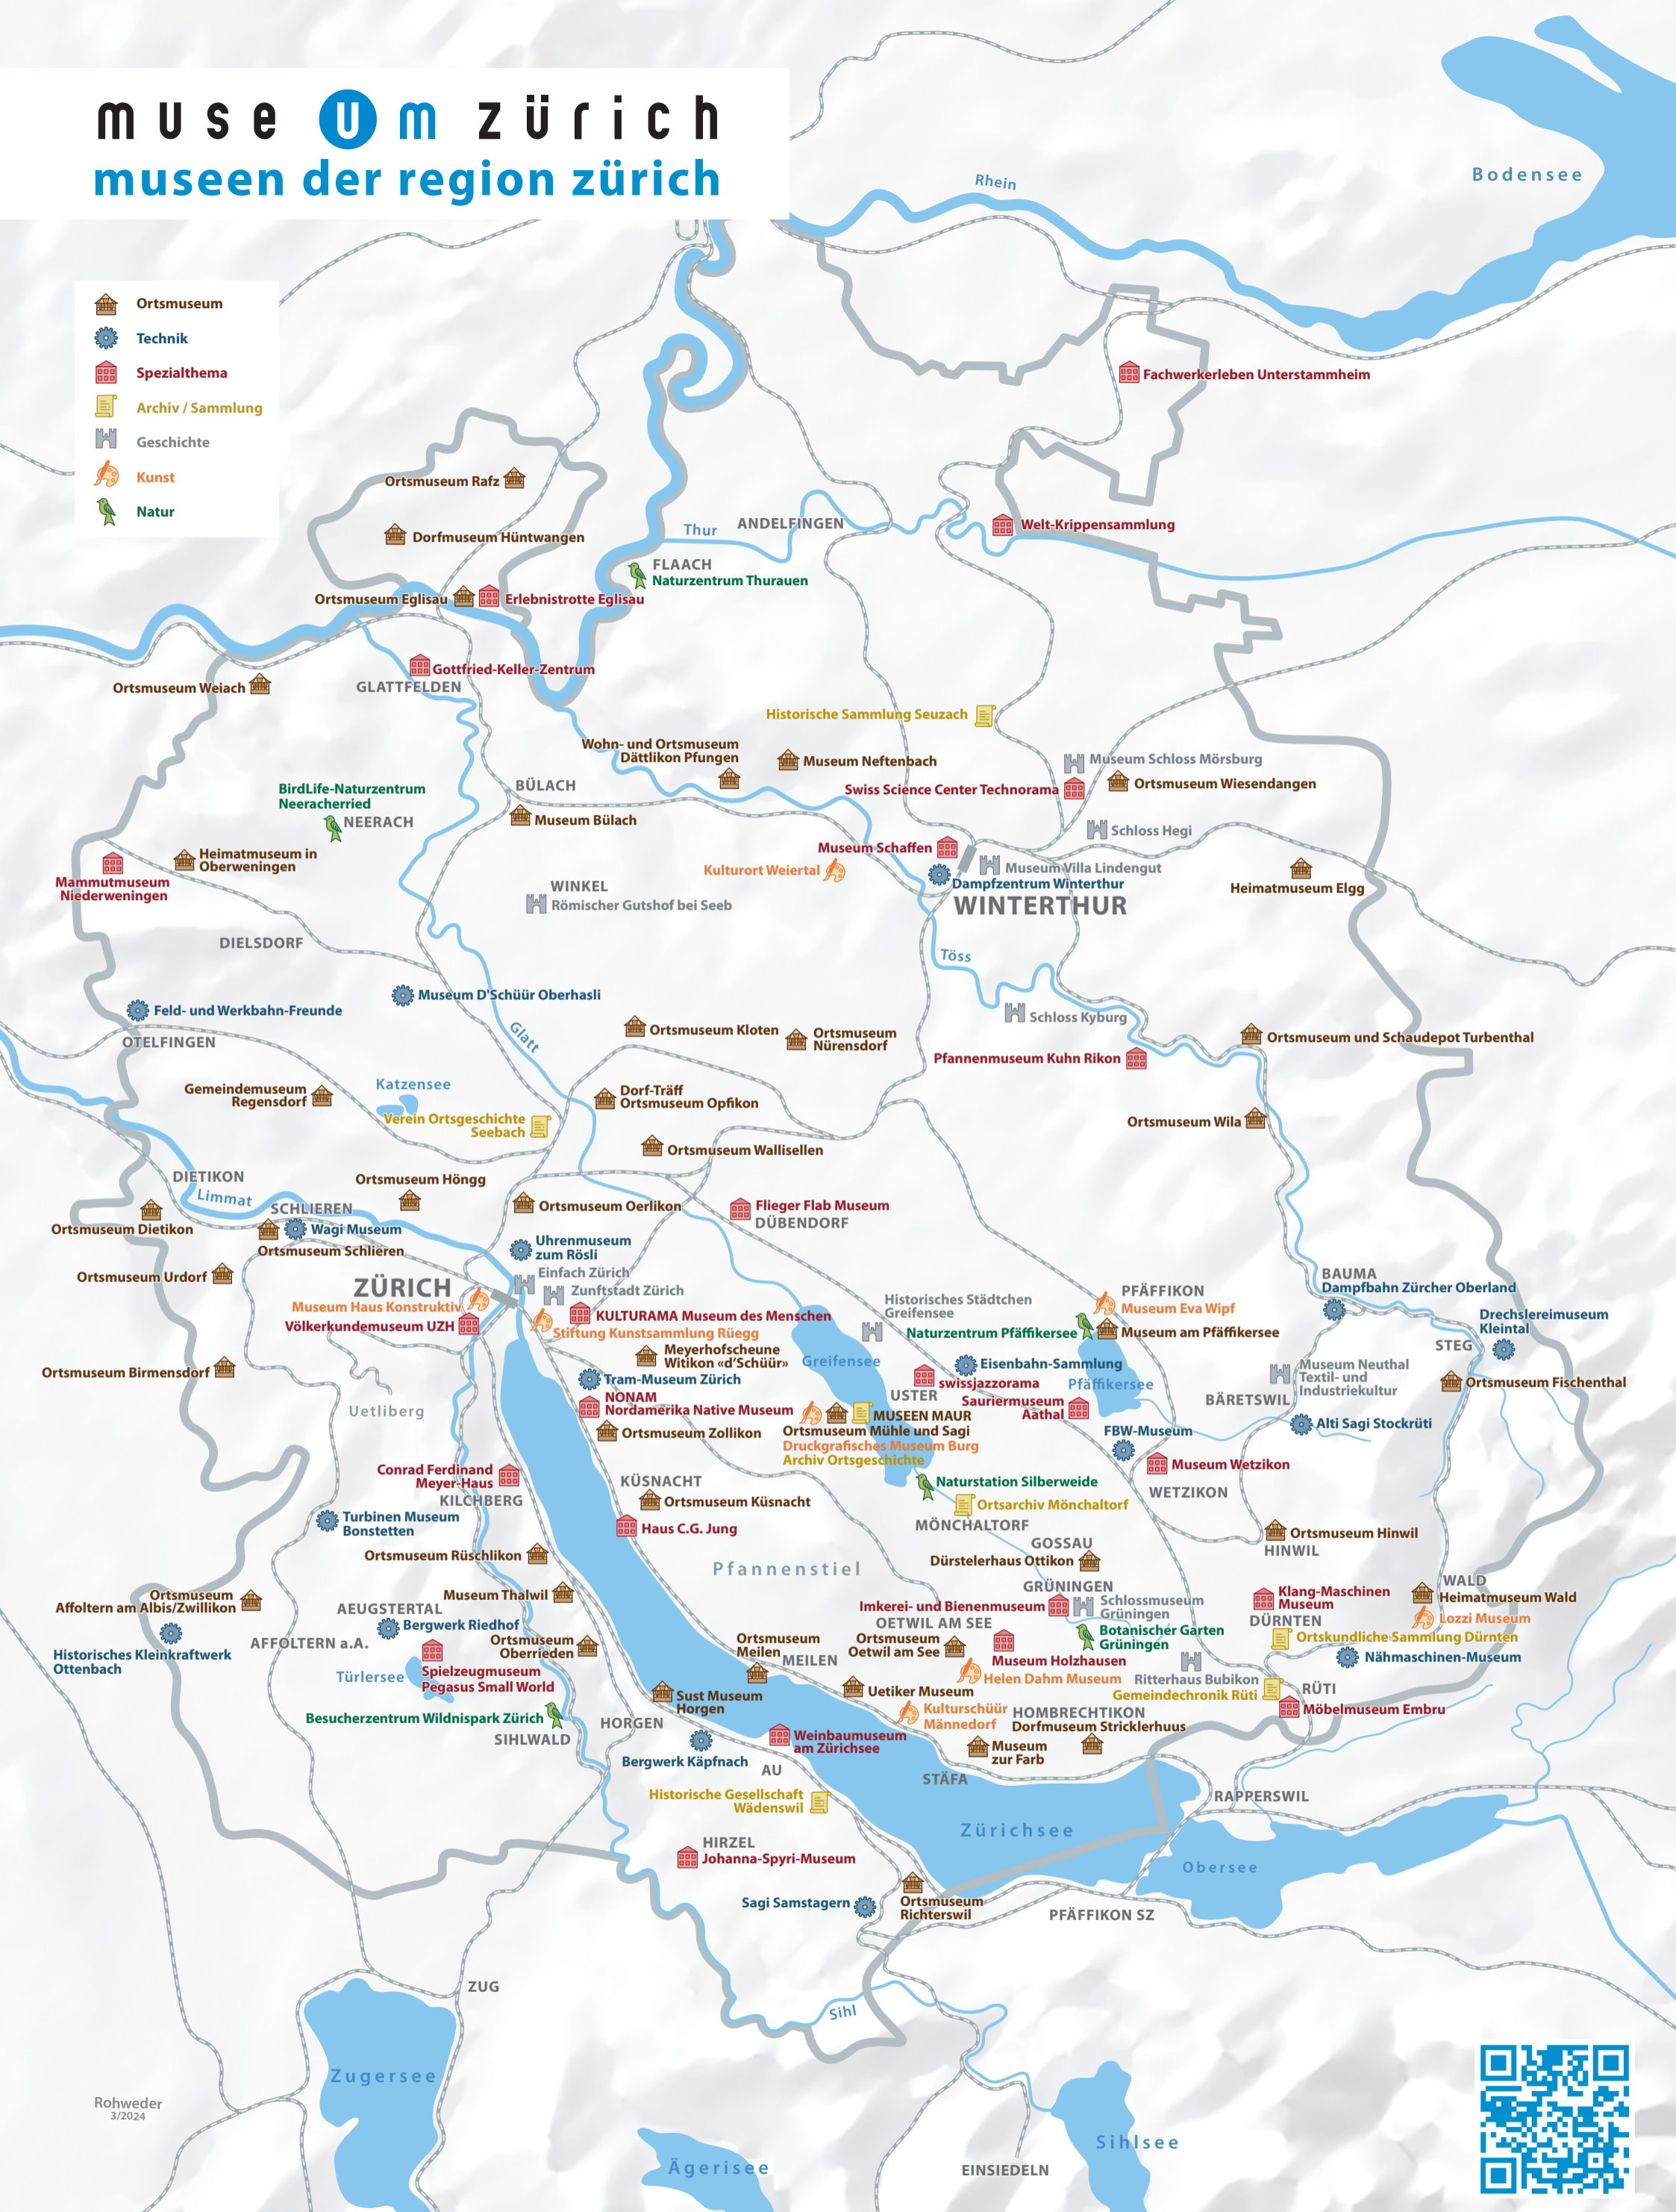 museum zürich
museen der region zürich
Bodensee
Rhein
Ortsmuseum
Technik
Spezialthema
Archiv / Sammlung
Geschichte
Kunst
Natur
Fachwerkerleben Unterstammheim
Ortsmuseum Rafz
Dorfmuseum Hüntwangen
Thur
ANDELFINGEN
Welt-Krippensammlung
FLAACH
Naturzentrum Thurauen
Ortsmuseum Eglisau
Erlebnistrotte Eglisau
Gottfried-Keller-Zentrum
GLATTFELDEN
Ortsmuseum Weiach
Historische Sammlung Seuzach
Wohn- und Ortsmuseum
Dättlikon Pfungen
Museum Neftenbach
Museum Schloss Mörsburg
Ortsmuseum Wiesendangen
Swiss Science Center Technorama
BirdLife-Naturzentrum
Neeracherried
NEERACH
BÜLACH
Museum Bülach
Schloss Hegi
Museum Schaffen
Heimatmuseum in
Oberweningen
Mammutmuseum
Niederweningen
Kulturort Weiertal
Museum Villa Lindengut
Dampfzentrum Winterthur
WINTERTHUR
Heimatmuseum Elgg
WINKEL
Römischer Gutshof bei Seeb
DIELSDORF
Töss
Museum D'Schüür Oberhasli
Feld- und Werkbahn-Freunde
OTELFINGEN
Glatt
Ortsmuseum Kloten
Ortsmuseum
Nürensdorf
Schloss Kyburg
Pfannenmuseum Kuhn Rikon
Ortsmuseum und Schaudepot Turbenthal
Gemeindemuseum
Regensdorf
Katzensee
Verein Ortsgeschichte
Seebach
Dorf-Träff
Ortsmuseum Opfikon
Ortsmuseum Wila
Ortsmuseum Wallisellen
DIETIKON
Limmat
Ortsmuseum Höngg
SCHLIEREN
Ortsmuseum Dietikon
Wagi Museum
Ortsmuseum Schlieren
Ortsmuseum Oerlikon
Flieger Flab Museum
DÜBENDORF
Uhrenmuseum
zum Rösli
Ortsmuseum Urdorf
Einfach Zürich
Zunftstadt Zürich
ZÜRICH
Museum Haus Konstruktiv
Völkerkundemuseum UZH
KULTURAMA Museum des Menschen
Stiftung Kunstsammlung Rüegg
Historisches Städtchen
Greifensee
Naturzentrum Pfäffikersee
PFÄFFIKON
Museum Eva Wipf
Museum am Pfäffikersee
BAUMA
Dampfbahn Zürcher Oberland
Drechslereimuseum
Kleintal
STEG
Meyerhofscheune
Witikon «d'Schüür»
Greifensee
Eisenbahn-Sammlung
swissjazzorama
USTER
Pfäffikersee
Museum Neuthal
Textil- und
Industriekultur
BÄRETSWIL
Ortsmuseum Fischenthal
Ortsmuseum Birmensdorf
Tram-Museum Zürich
NONAM
Nordamerika Native Museum
Sauriermuseum
Aathal
Uetliberg
MUSEEN MAUR
Ortsmuseum Mühle und Sagi
Druckgrafisches Museum Burg
Archiv Ortsgeschichte
FBW-Museum
Alti Sagi Stockrüti
Ortsmuseum Zollikon
Conrad Ferdinand
Meyer-Haus
KILCHBERG
KÜSNACHT
Ortsmuseum Küsnacht
Haus C.G. Jung
Naturstation Silberweide
Museum Wetzikon
WETZIKON
Ortsarchiv Mönchaltorf
MÖNCHALTORF
Turbinen Museum
Bonstetten
Ortsmuseum Hinwil
HINWIL
GOSSAU
Dürstelerhaus Ottikon
Ortsmuseum Rüschlikon
Pfannenstiel
Ortsmuseum
Affoltern am Albis/Zwillikon
Museum Thalwil
AEUGSTERTAL
Bergwerk Riedhof
GRÜNINGEN
Imkerei- und Bienenmuseum
Schlossmuseum
Grüningen
Klang-Maschinen
Museum
DÜRNTEN
WALD
Heimatmuseum Wald
Lozzi Museum
Ortskundliche Sammlung Dürnten
AFFOLTERN a.A.
Historisches Kleinkraftwerk
Ottenbach
Ortsmuseum
Oberrieden
Ortsmuseum
Meilen
MEILEN
OETWIL AM SEE
Ortsmuseum
Oetwil am See
Botanischer Garten
Grüningen
Nähmaschinen-Museum
Museum Holzhausen
Türlersee
Spielzeugmuseum
Pegasus Small World
Helen Dahm Museum
Ritterhaus Bubikon
Gemeindechronik Rüti
RÜTI
Möbelmuseum Embru
Sust Museum
Horgen
Uetiker Museum
Besucherzentrum Wildnispark Zürich
SIHLWALD
HORGEN
Kulturschüür
Männedorf
HOMBRECHTIKON
Dorfmuseum Stricklerhuus
Weinbaumuseum
am Zürichsee
Museum
zur Farb
Bergwerk Käpfnach
AU
STÄFA
Historische Gesellschaft
Wädenswil
RAPPERSWIL
Zürichsee
Obersee
HIRZEL
Johanna-Spyri-Museum
Sagi Samstagern
Ortsmuseum
Richterswil
PFÄFFIKON SZ
ZUG
Sihl
Zugersee
Rohweder
3/2024
Ägerisee
Sihlsee
EINSIEDELN